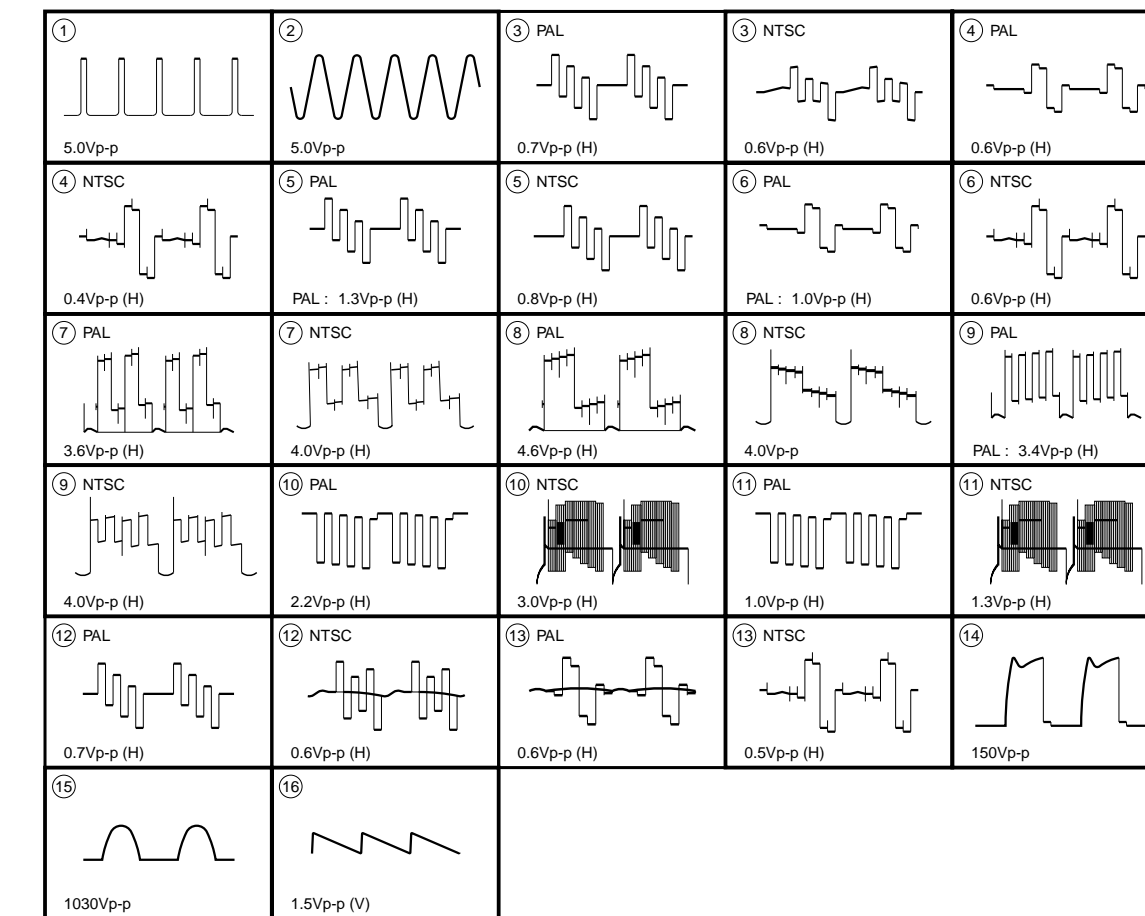 ① 
5.0Vp-p
② 
5.0Vp-p
③ PAL
0.7Vp-p (H)
③ NTSC
0.6Vp-p (H)
④ PAL
0.6Vp-p (H)
④ NTSC
0.4Vp-p (H)
⑤ PAL
PAL : 1.3Vp-p (H)
⑤ NTSC
0.8Vp-p (H)
⑥ PAL
PAL : 1.0Vp-p (H)
⑥ NTSC
0.6Vp-p (H)
⑦ PAL
3.6Vp-p (H)
⑦ NTSC
4.0Vp-p (H)
⑧ PAL
4.6Vp-p (H)
⑧ NTSC
4.0Vp-p
⑨ PAL
PAL : 3.4Vp-p (H)
⑨ NTSC
4.0Vp-p (H)
⑩ PAL
2.2Vp-p (H)
⑩ NTSC
3.0Vp-p (H)
⑪ PAL
1.0Vp-p (H)
⑪ NTSC
1.3Vp-p (H)
⑫ PAL
0.7Vp-p (H)
⑫ NTSC
0.6Vp-p (H)
⑬ PAL
0.6Vp-p (H)
⑬ NTSC
0.5Vp-p (H)
⑭
150Vp-p
⑮
1030Vp-p
⑯
1.5Vp-p (V)